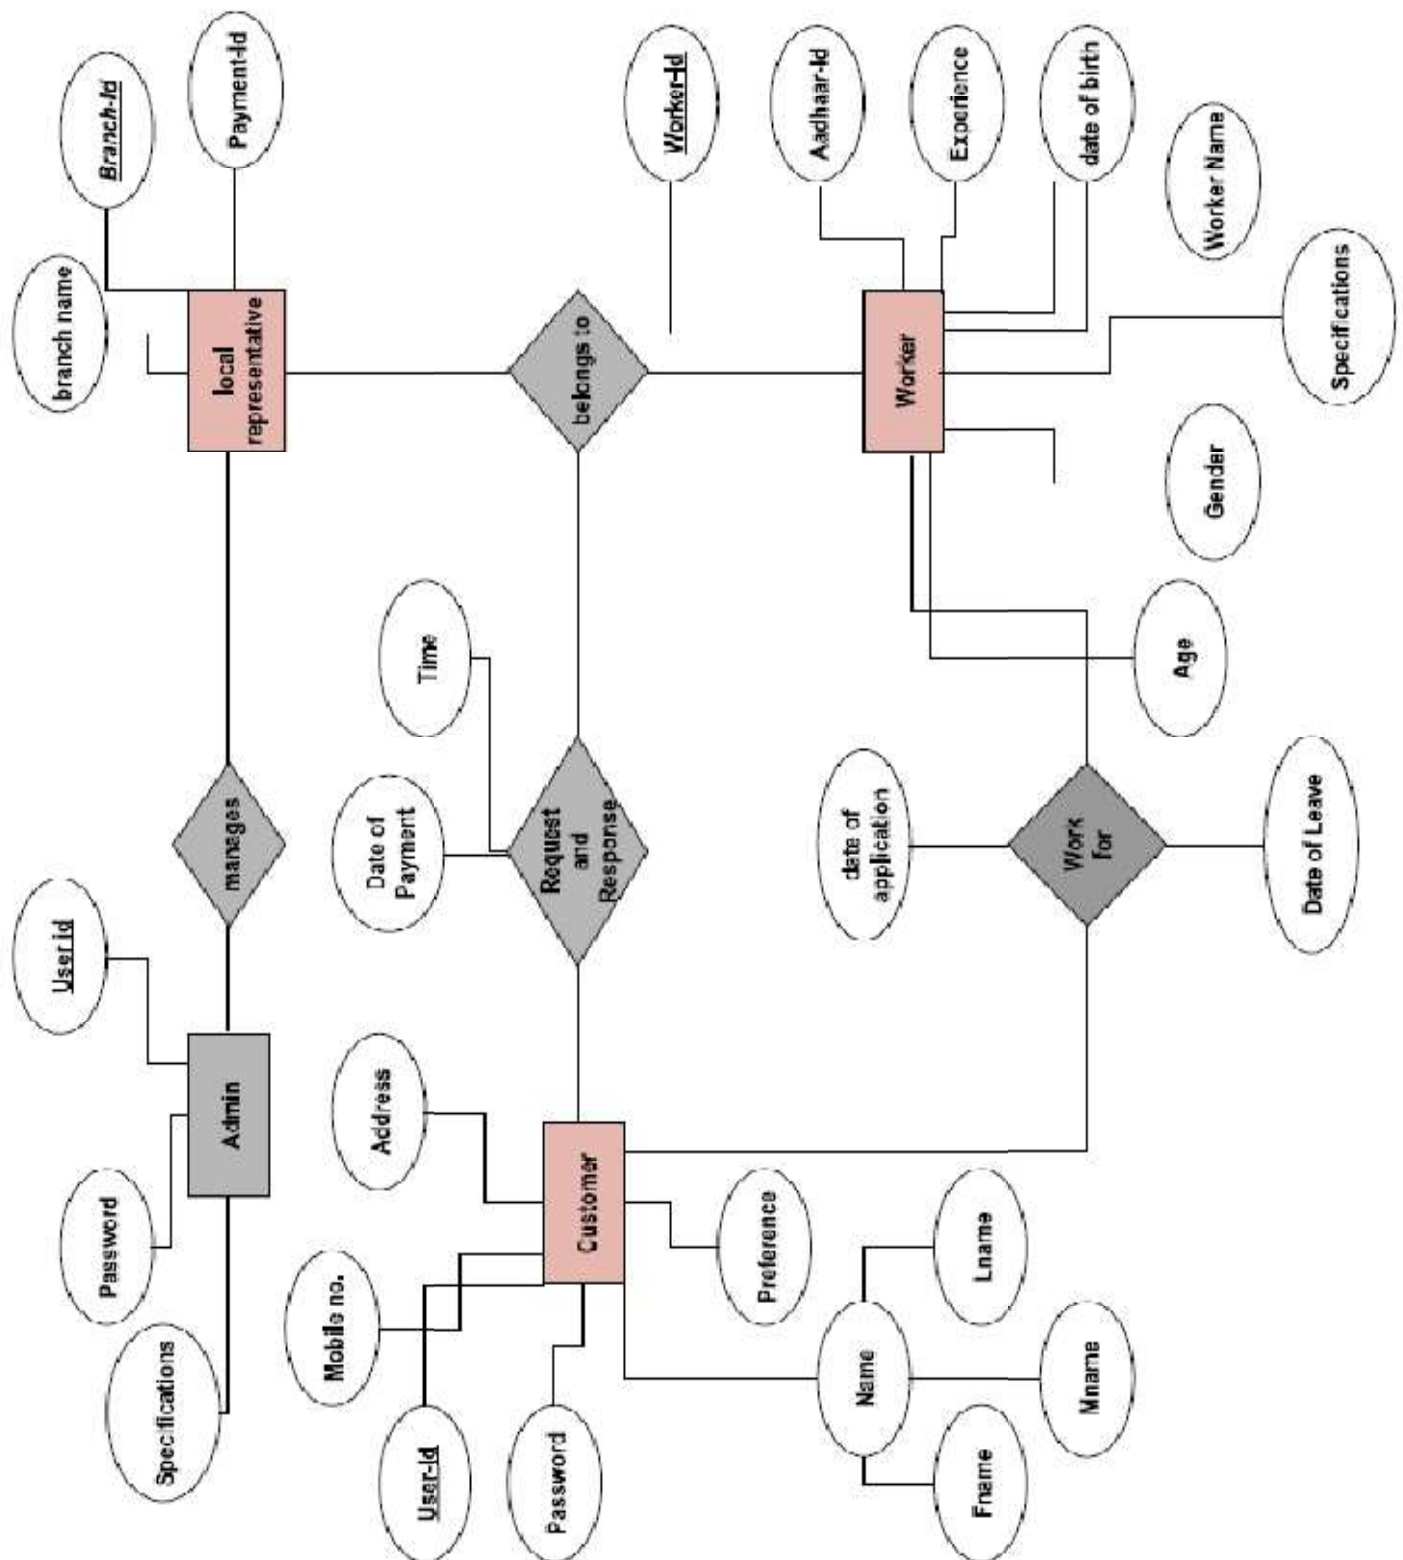 Specifications
Password
User id
Admin
manages
branch name
Branch-Id
Payment-Id
local
representative
User-Id
Mobile no.
Address
Date of
Payment
Time
Password
Customer
Request
and
Response
belongs to
Worker-Id
Preference
Name
Fname
Mname
Lname
date of
application
Work
for
Date of Leave
Worker
Aadhaar-Id
Experience
date of birth
Age
Gender
Worker Name
Specifications